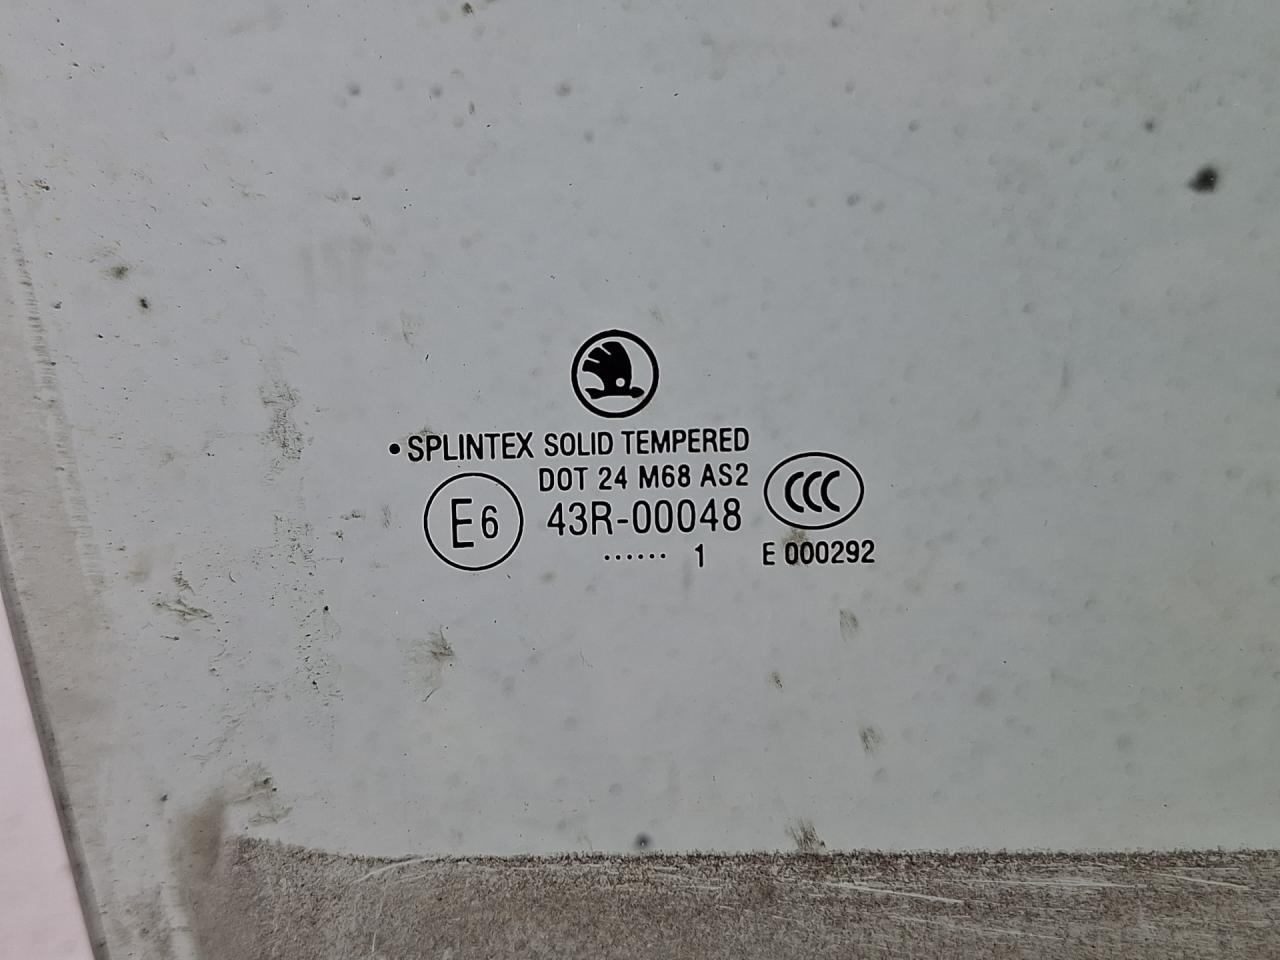 •SPLINTEX SOLID TEMPERED
DOT 24 M68 AS2
E6 43R-00048 CCC
...... 1 E 000292